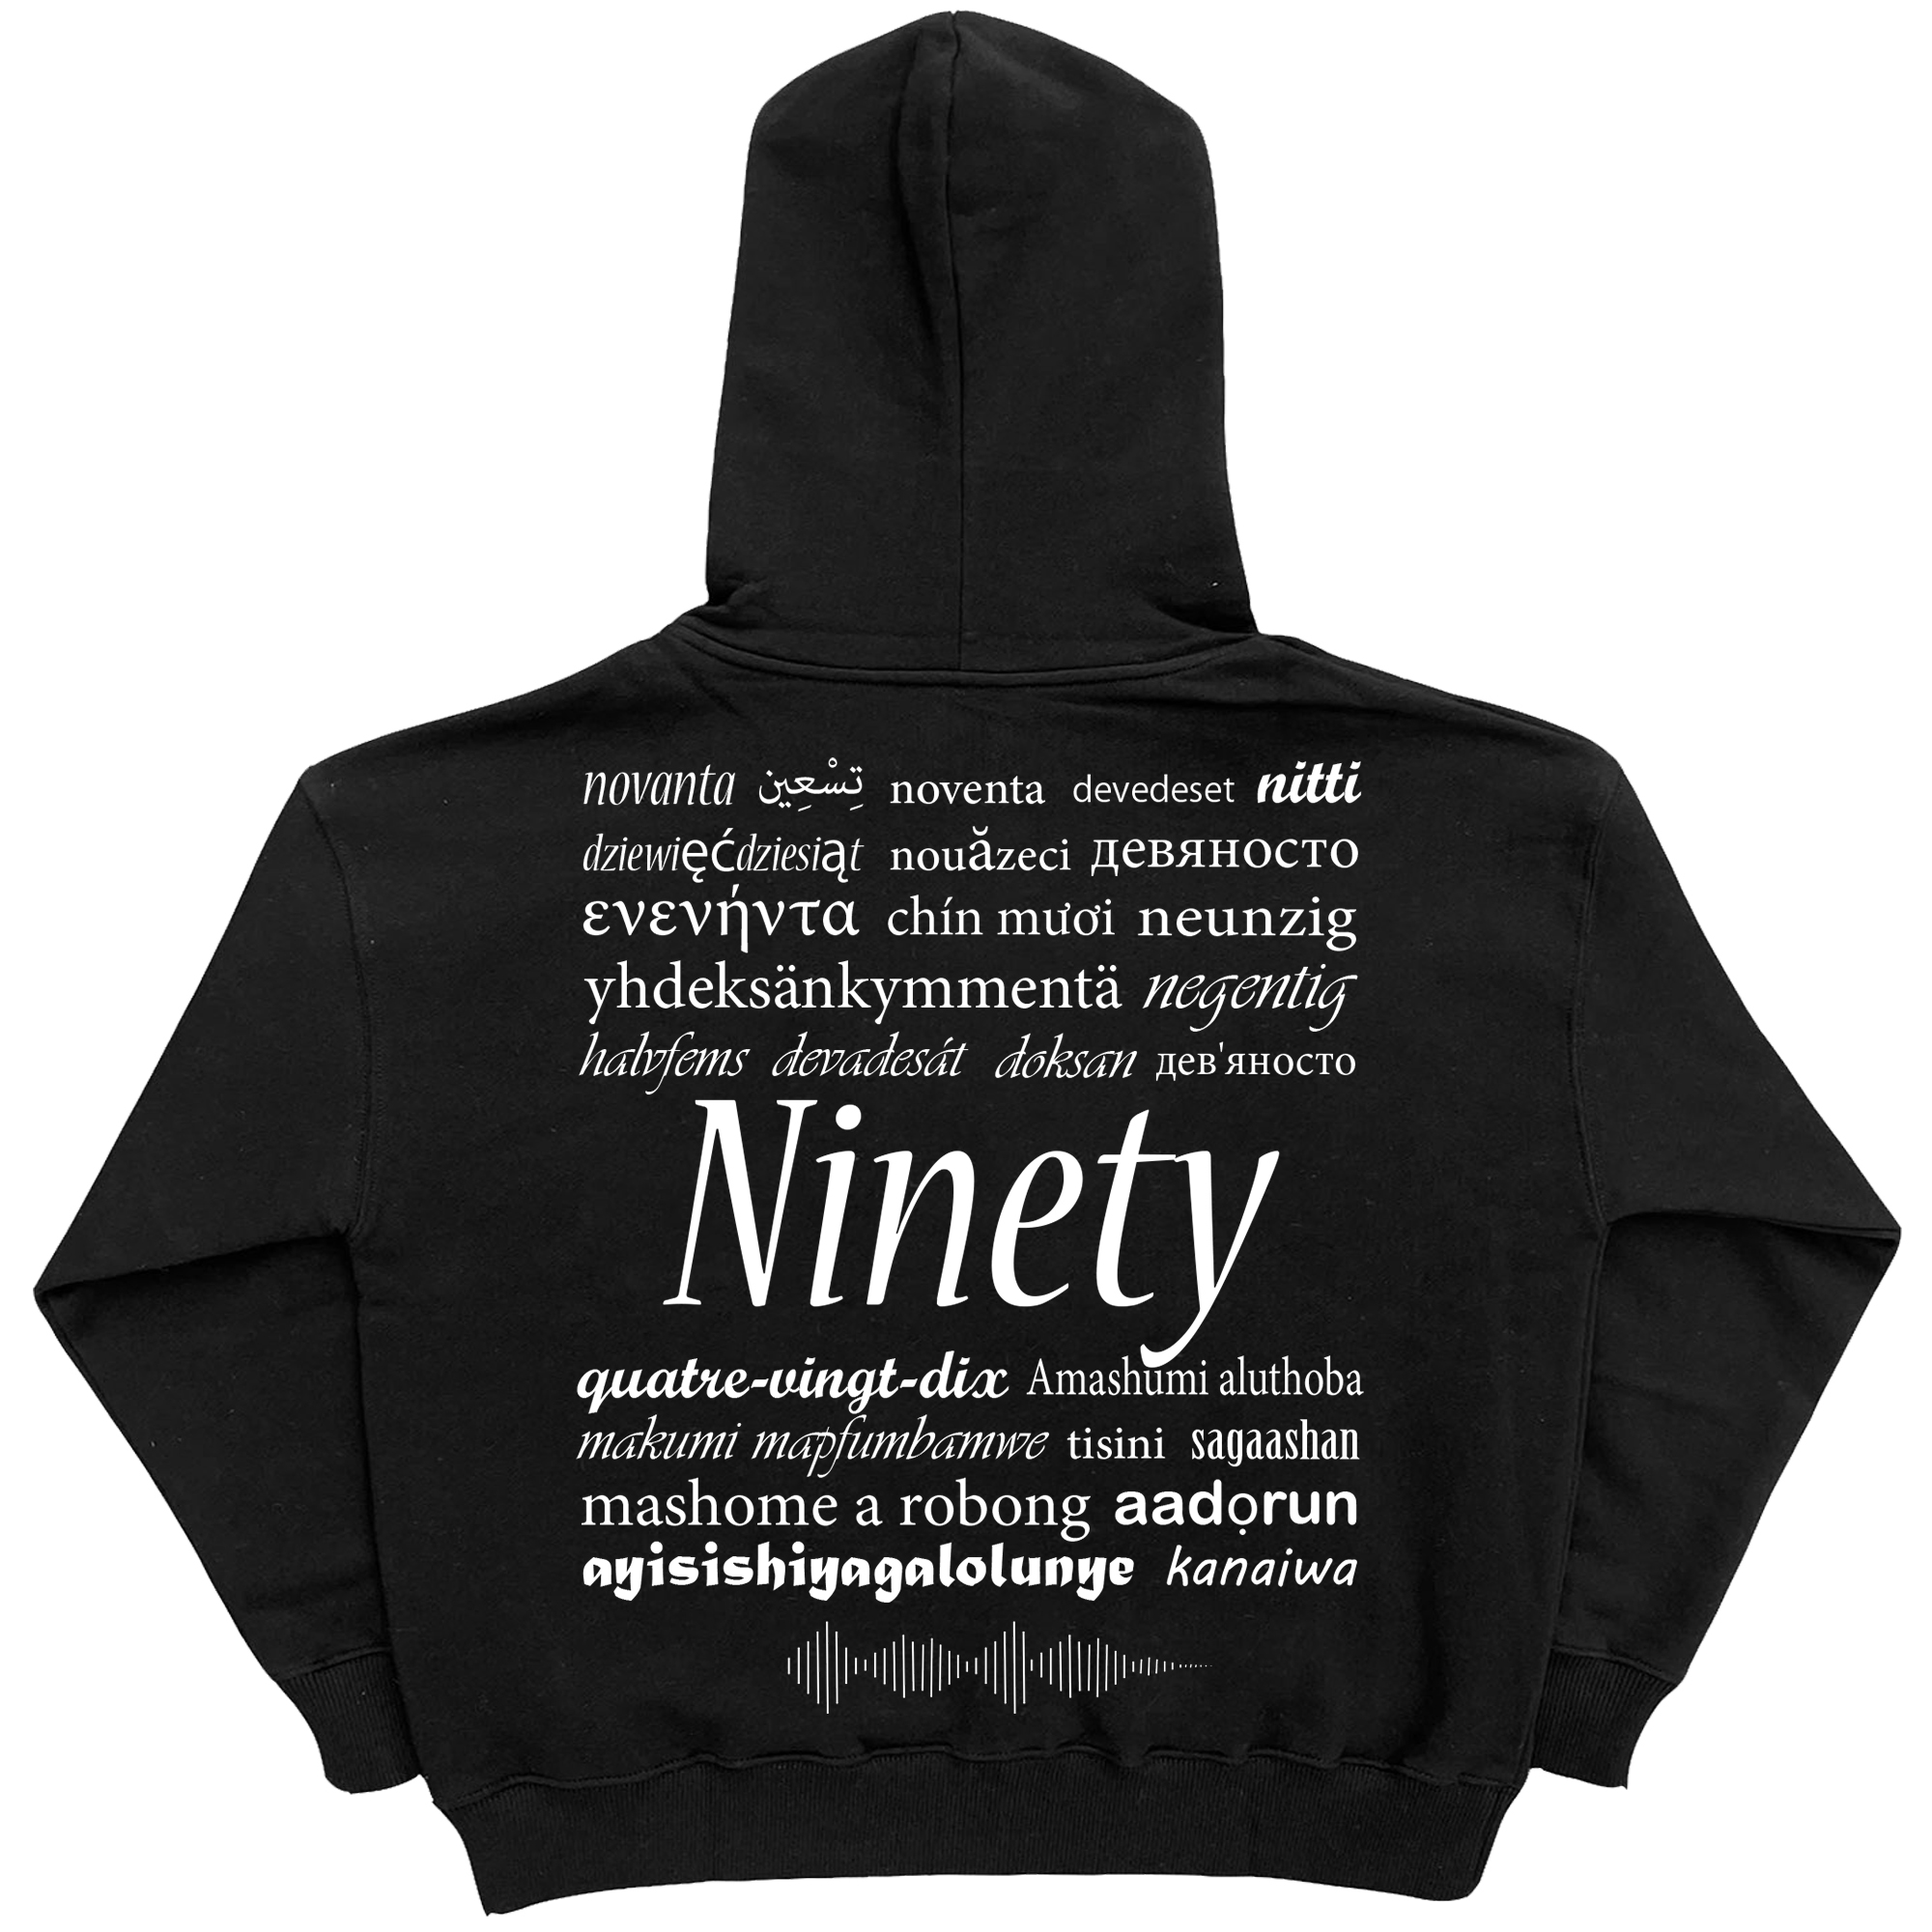 novanta تِسْعِين noventa devedeset nitti
dziewięćdziesiąt nouăzeci девяносто
ενενήντα chín mươi neunzig
yhdeksänkymmentä negentig
halvfems devadesát doksan дев'яносто
Ninety
quatre-vingt-dix Amashumi aluthoba
makumi mapfumbamwe tisini sagaashan
mashome a robong aadọrun
ayisishiyagalolunye kanaiwa